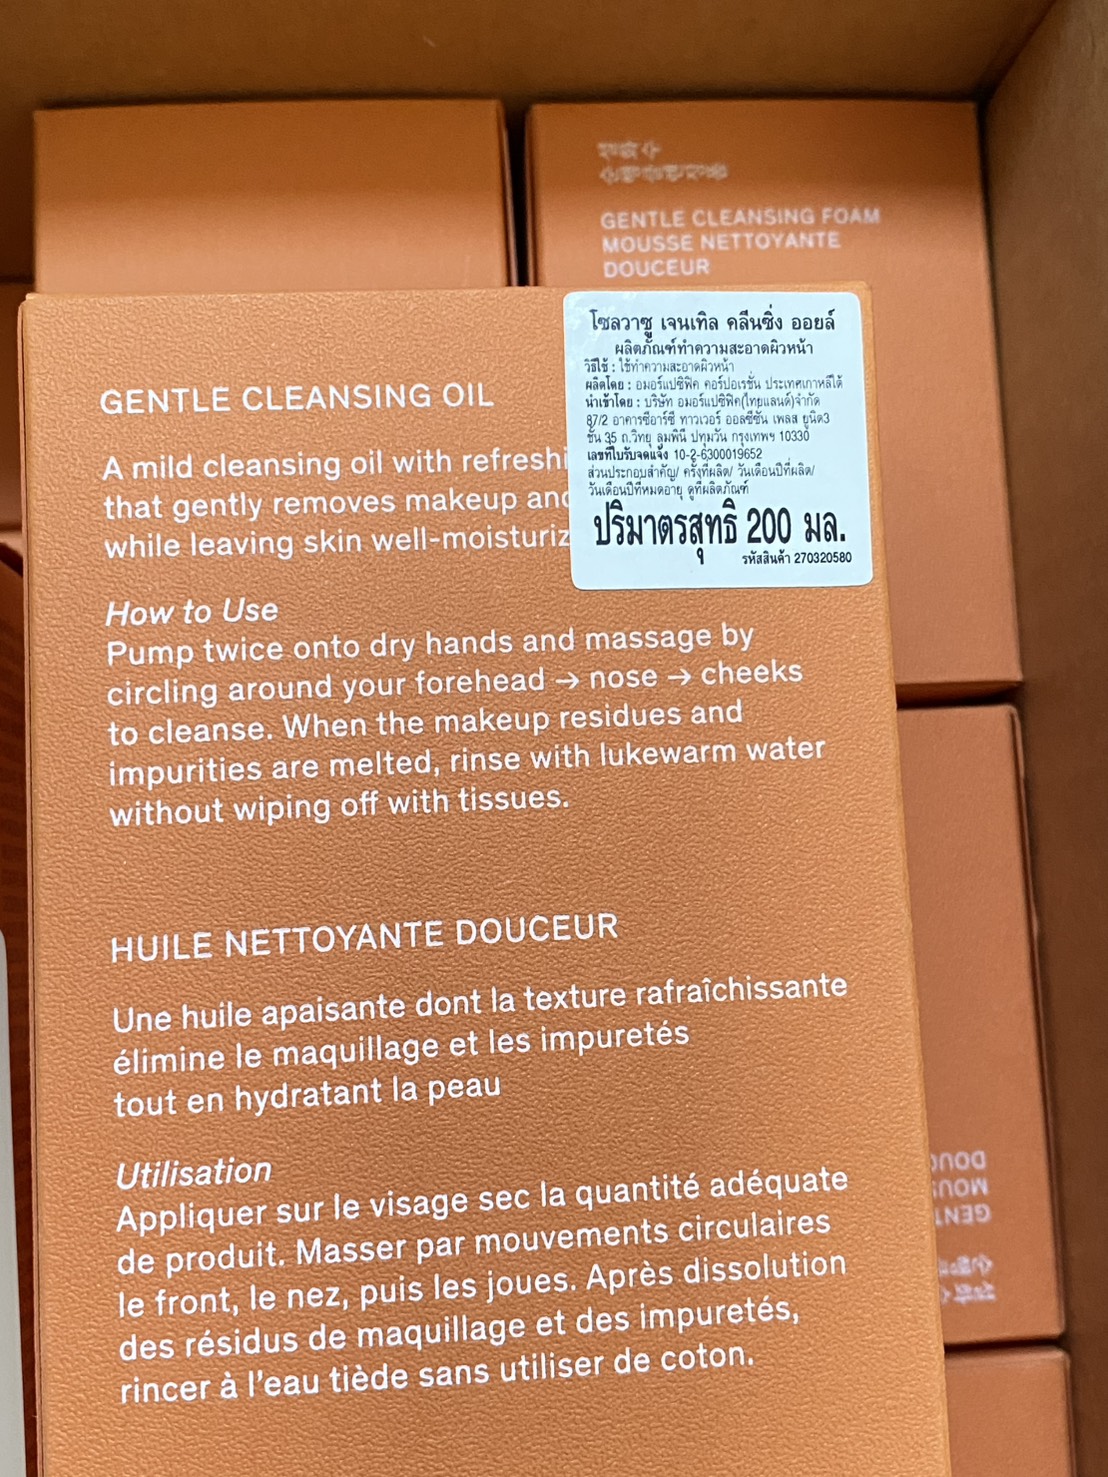 GENTLE CLEANSING FOAM
MOUSSE NETTOYANTE
DOUCEUR
โซลวาซู เจนเทิล คลีนซิ่ง ออยล์
ผลิตภัณฑ์ทำความสะอาดผิวหน้า
วิธีใช้ : ใช้ทำความสะอาดผิวหน้า
ผลิตโดย : อมอร์แปซิฟิค คอร์ปอเรชั่น ประเทศเกาหลีใต้
นำเข้าโดย : บริษัท อมอร์แปซิฟิค(ไทยแลนด์)จำกัด
87/2 อาคารซีอาร์ซี ทาวเวอร์ ออลซีซั่น เพลส ยูนิต3
ชั้น 35 ถ.วิทยุ ลุมพินี ปทุมวัน กรุงเทพฯ 10330
เลขที่ใบรับจดแจ้ง 10-2-6300019652
ส่วนประกอบสำคัญ/ ครั้งที่ผลิต/ วันเดือนปีที่ผลิต/
วันเดือนปีที่หมดอายุ ดูที่ผลิตภัณฑ์
ปริมาตรสุทธิ 200 มล.
รหัสสินค้า 270320580
GENTLE CLEANSING OIL
A mild cleansing oil with refreshi
that gently removes makeup and
while leaving skin well-moisturiz
How to Use
Pump twice onto dry hands and massage by
circling around your forehead → nose → cheeks
to cleanse. When the makeup residues and
impurities are melted, rinse with lukewarm water
without wiping off with tissues.
HUILE NETTOYANTE DOUCEUR
Une huile apaisante dont la texture rafraîchissante
élimine le maquillage et les impuretés
tout en hydratant la peau
Utilisation
Appliquer sur le visage sec la quantité adéquate
de produit. Masser par mouvements circulaires
le front, le nez, puis les joues. Après dissolution
des résidus de maquillage et des impuretés,
rincer à l'eau tiède sans utiliser de coton.
GENT
MOUS
DOUC